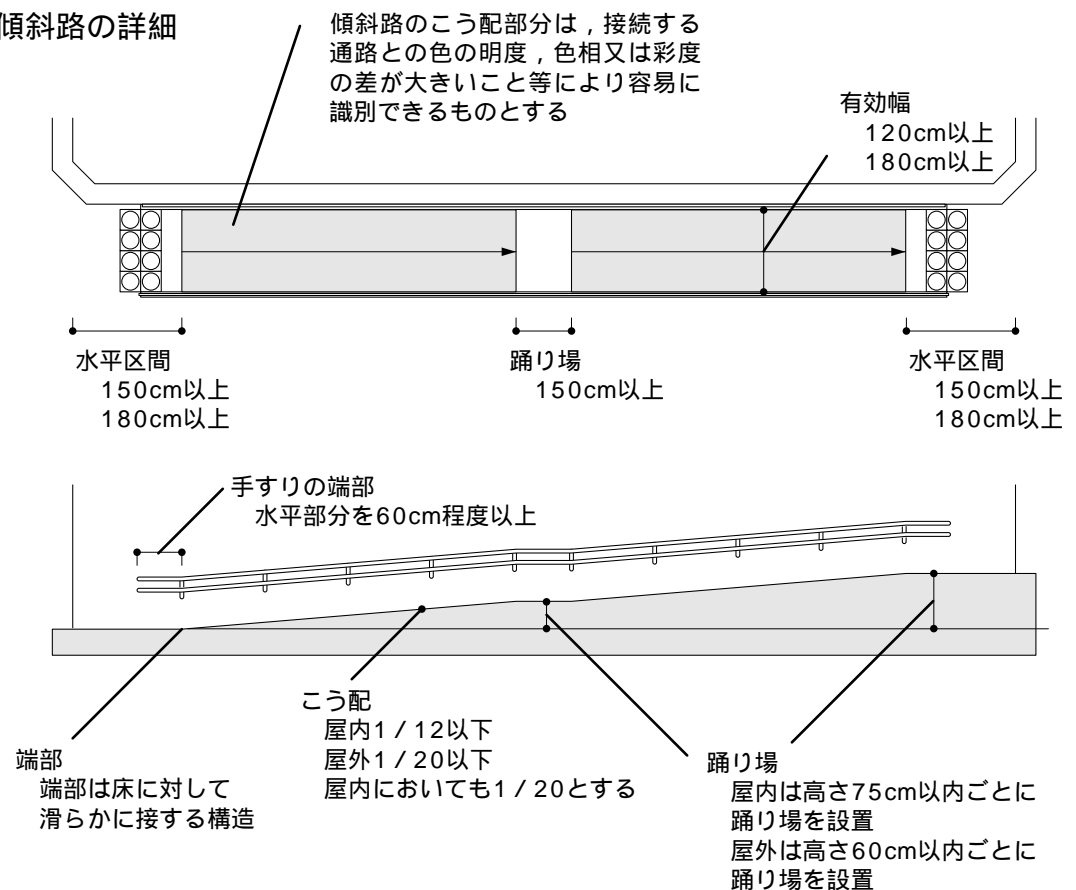 傾斜路の詳細
傾斜路のこう配部分は，接続する
通路との色の明度，色相又は彩度
の差が大きいこと等により容易に
識別できるものとする
有効幅
120cm以上
180cm以上
水平区間
150cm以上
180cm以上
踊り場
150cm以上
水平区間
150cm以上
180cm以上
手すりの端部
水平部分を60cm程度以上
こう配
屋内1／12以下
屋外1／20以下
屋内においても1／20とする
端部
端部は床に対して
滑らかに接する構造
踊り場
屋内は高さ75cm以内ごとに
踊り場を設置
屋外は高さ60cm以内ごとに
踊り場を設置